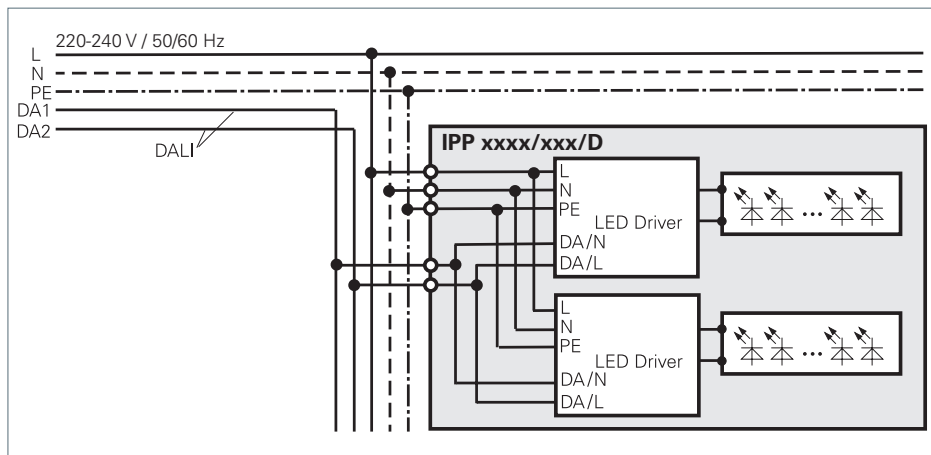 220-240 V / 50/60 Hz
L
N
PE
DA1
DA2
DALI
IPP xxxx/xxx/D
L
N
PE
LED Driver
DA/N
DA/L
...
L
N
PE
LED Driver
DA/N
DA/L
...